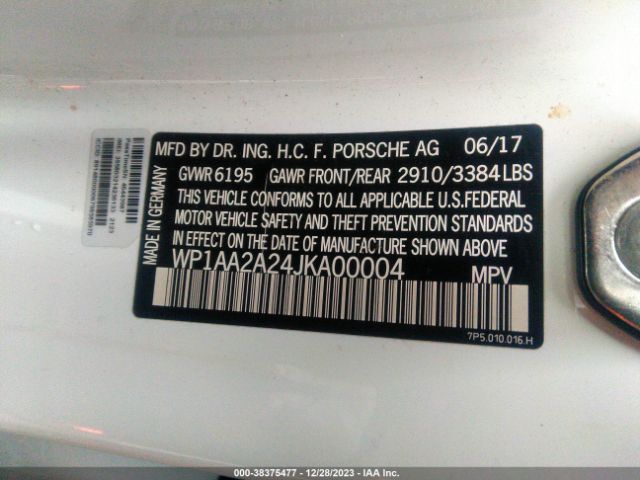 MFD BY DR. ING. H.C. F. PORSCHE AG 06/17
GWWR 6195 GAWR FRONT/REAR 2910/3384 LBS
THIS VEHICLE CONFORMS TO ALL APPLICABLE U.S.FEDERAL
MOTOR VEHICLE SAFETY AND THEFT PREVENTION STANDARDS
IN EFFECT ON THE DATE OF MANUFACTURE SHOWN ABOVE
WP1AA2A24JKA00004 MPV
MADE IN GERMANY
7P5.010.016.H
000-38375477 – 12/28/2023 – IAA Inc.